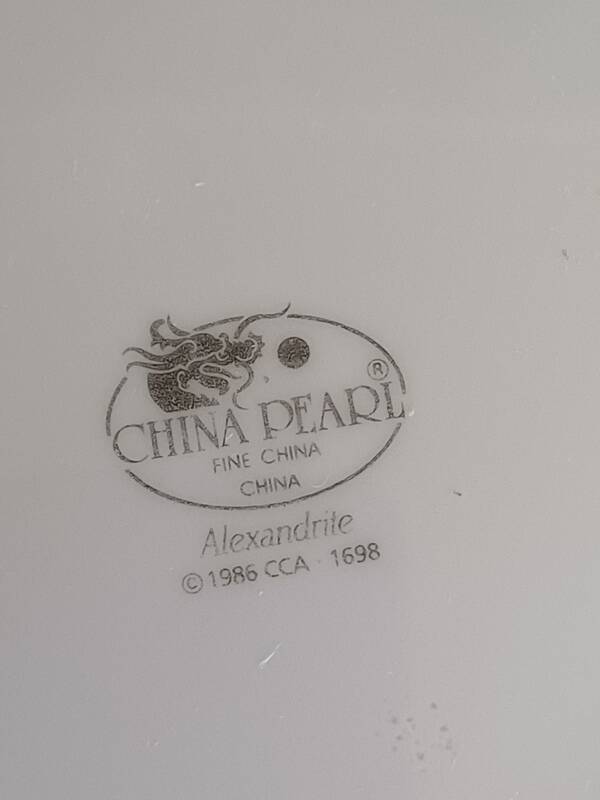 CHINA PEARL®
FINE CHINA
CHINA
Alexandrite
©1986 CCA · 1698